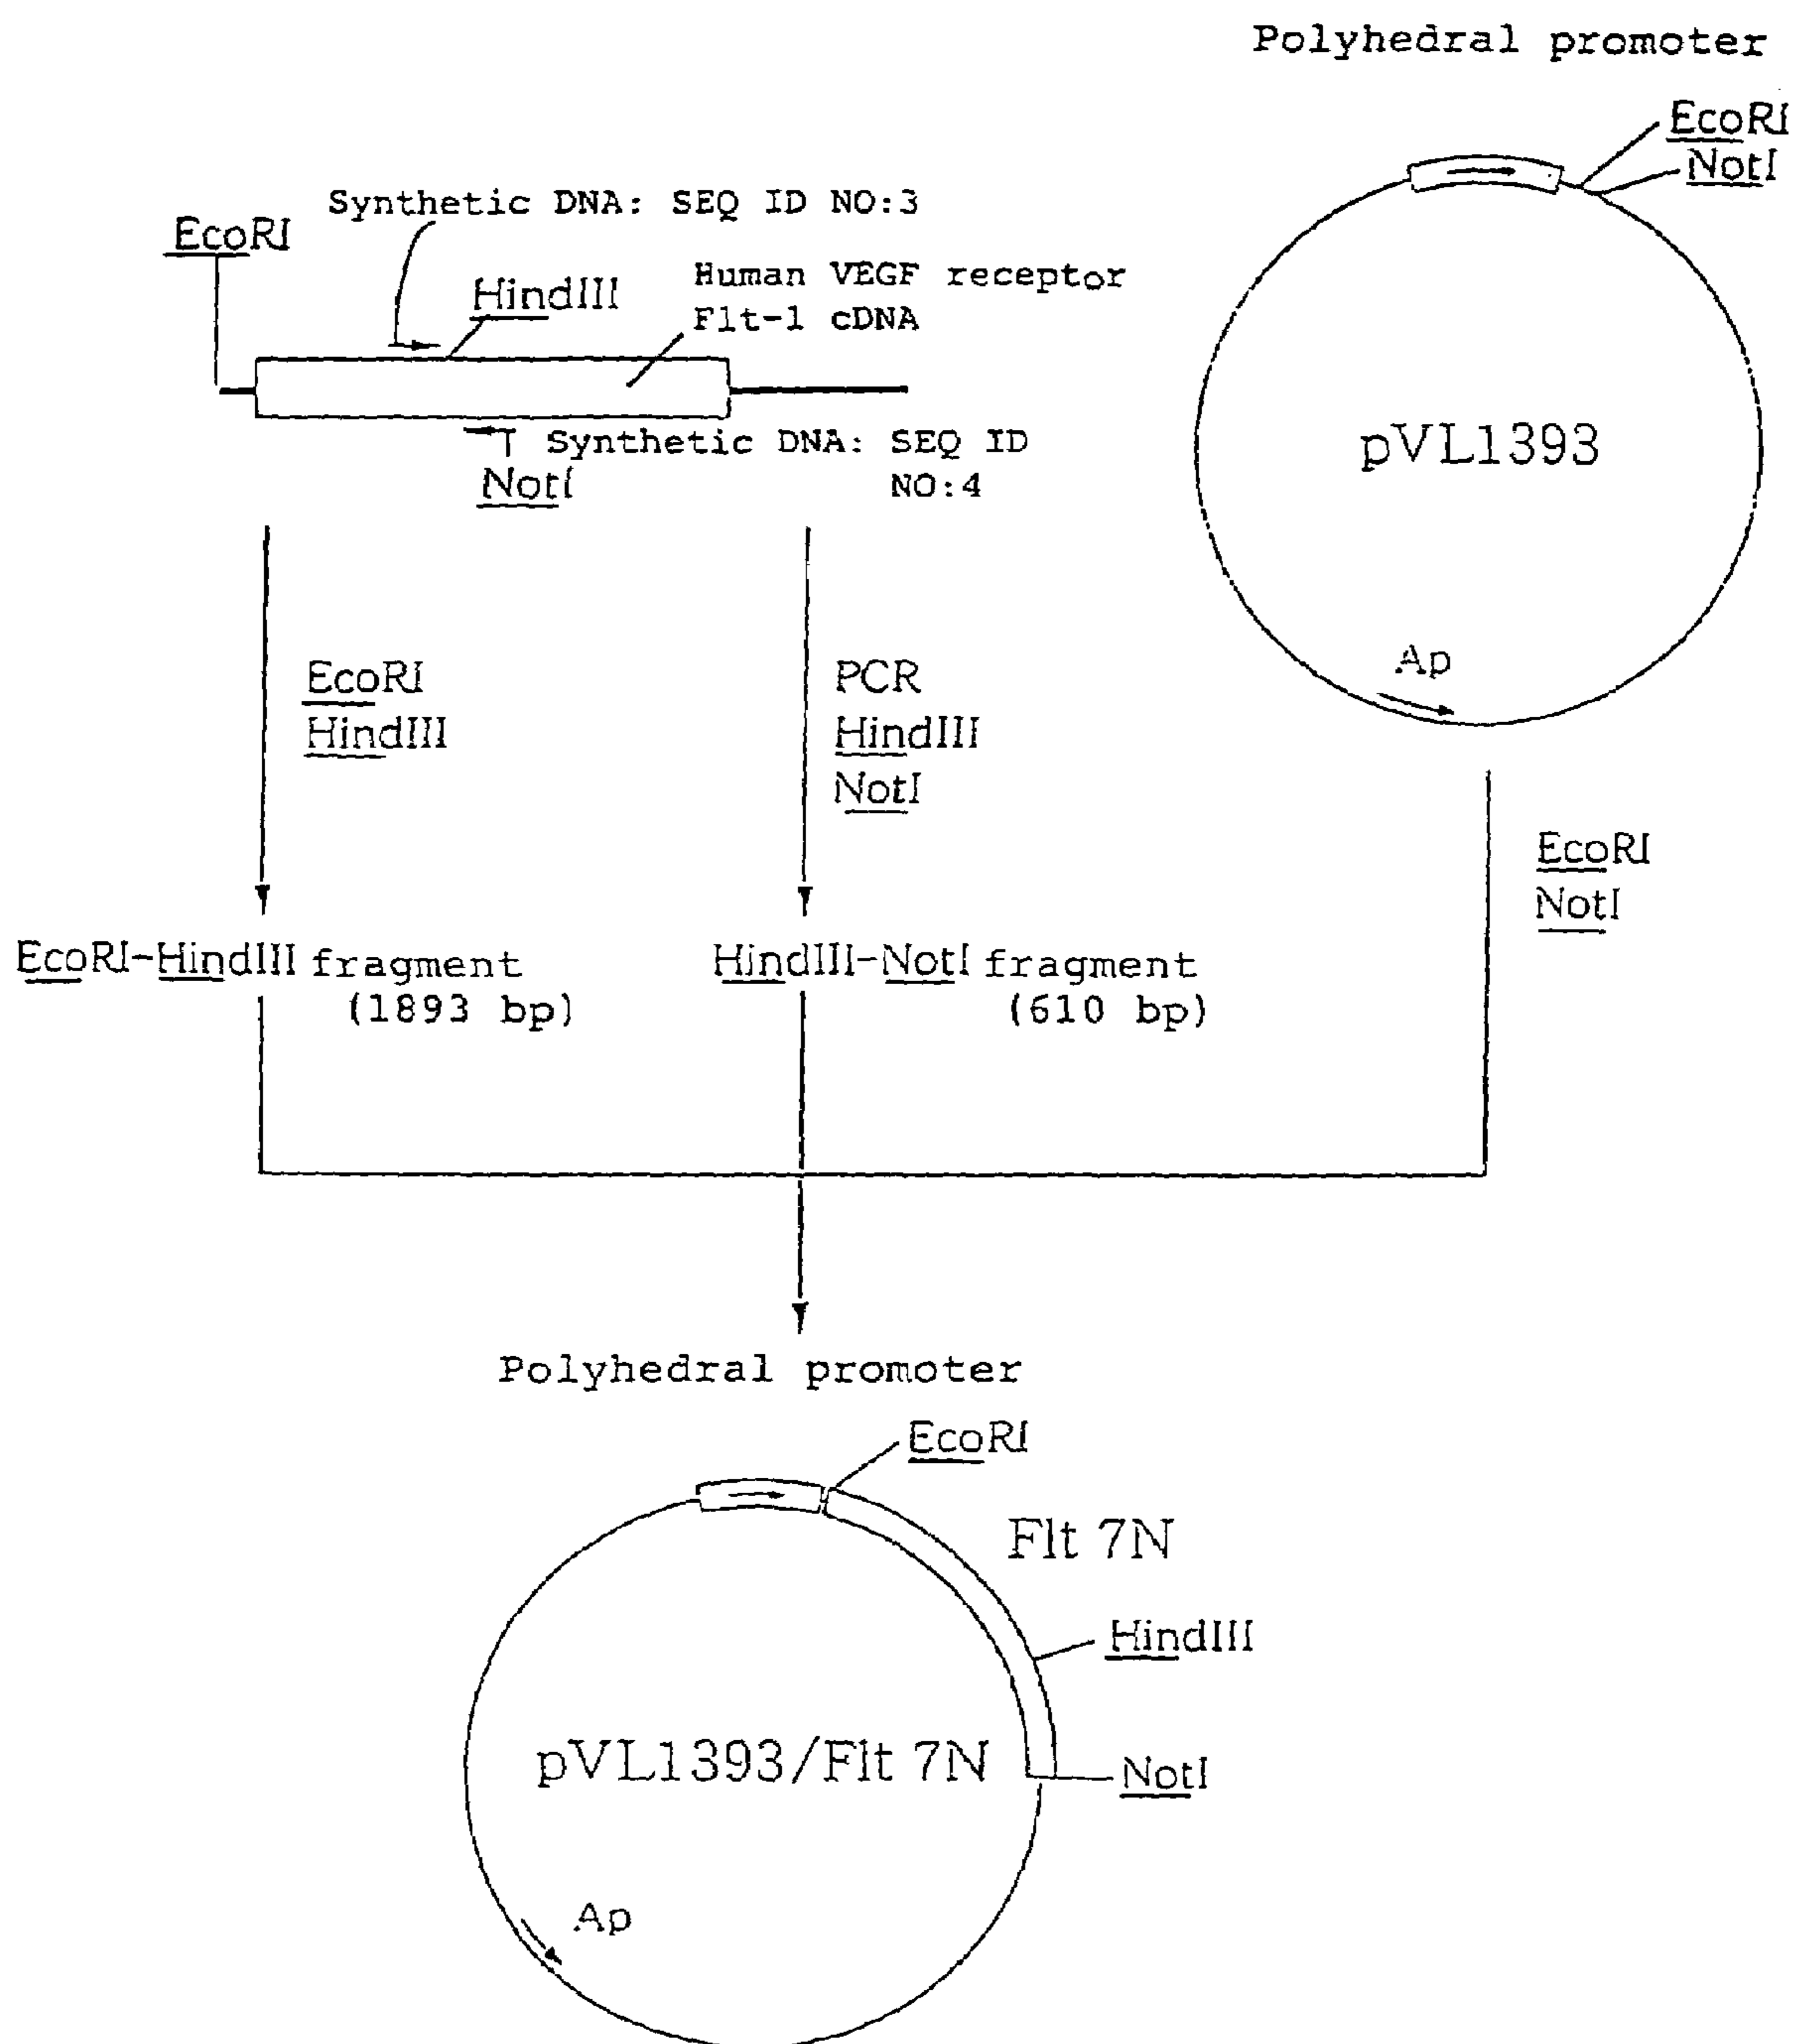 Polyhedral promoter
EcoRI
NotI
pVL1393
Ap
Synthetic DNA: SEQ ID NO:3
EcoRI
HindIII
Human VEGF receptor
Flt-1 cDNA
Synthetic DNA: SEQ ID
NO:4
NotI
EcoRI
HindIII
PCR
HindIII
NotI
EcoRI
NotI
EcoRI-HindIII fragment
(1893 bp)
HindIII-NotI fragment
(610 bp)
Polyhedral promoter
EcoRI
Flt 7N
HindIII
pVL1393/Flt 7N
NotI
Ap